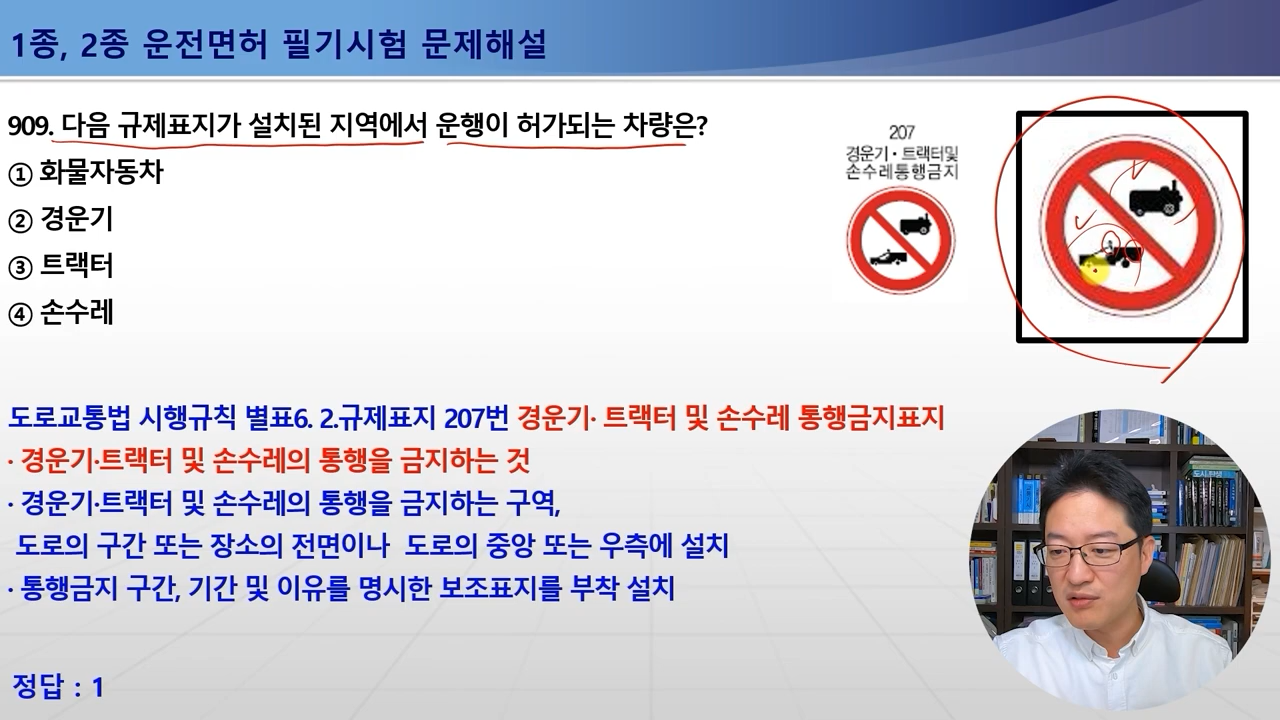 1종, 2종 운전면허 필기시험 문제해설
909. 다음 규제표지가 설치된 지역에서 운행이 허가되는 차량은?
① 화물자동차
② 경운기
③ 트랙터
④ 손수레
207
경운기·트랙터및
손수레통행금지
도로교통법 시행규칙 별표6. 2.규제표지 207번 경운기· 트랙터 및 손수레 통행금지표지
· 경운기·트랙터 및 손수레의 통행을 금지하는 것
· 경운기·트랙터 및 손수레의 통행을 금지하는 구역,
도로의 구간 또는 장소의 전면이나 도로의 중앙 또는 우측에 설치
· 통행금지 구간, 기간 및 이유를 명시한 보조표지를 부착 설치
정답 : 1